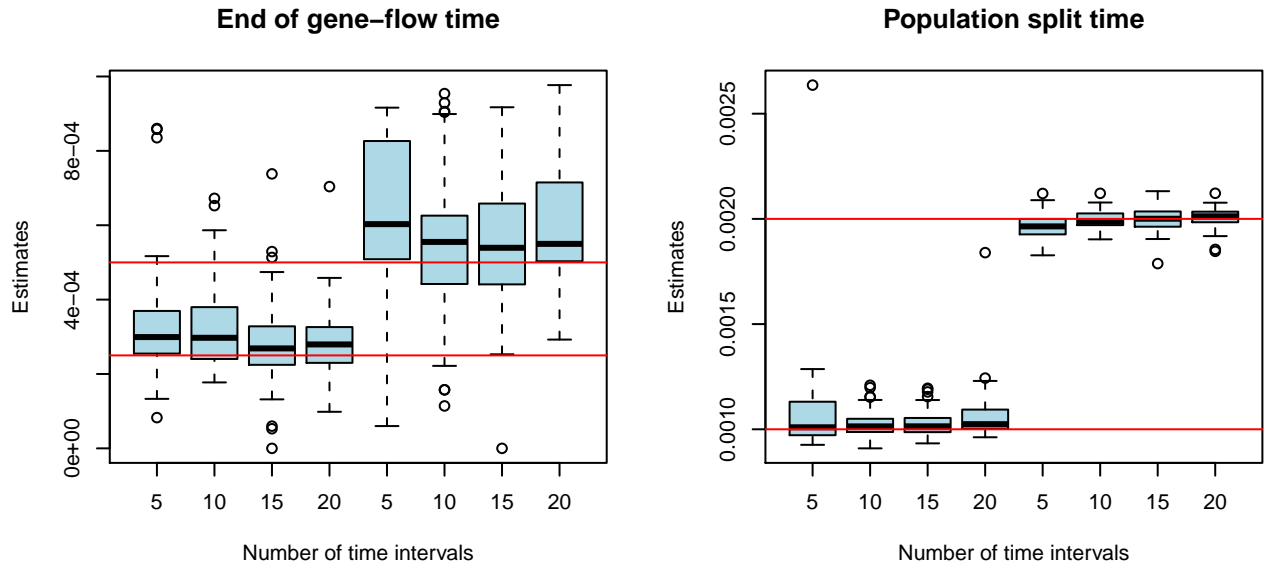 End of gene−flow time
Estimates
0e+00
4e−04
8e−04
5 10 15 20 5 10 15 20
Number of time intervals
Population split time
Estimates
0.0010
0.0015
0.0020
0.0025
5 10 15 20 5 10 15 20
Number of time intervals